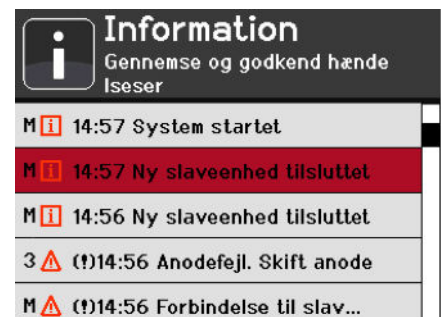 Information
Gennemse og godkend hænde
lseser
M 14:57 System startet
M 14:57 Ny slaveenhed tilsluttet
M 14:56 Ny slaveenhed tilsluttet
3 (!)14:56 Anodefejl. Skift anode
M (!)14:56 Forbindelse til slav...